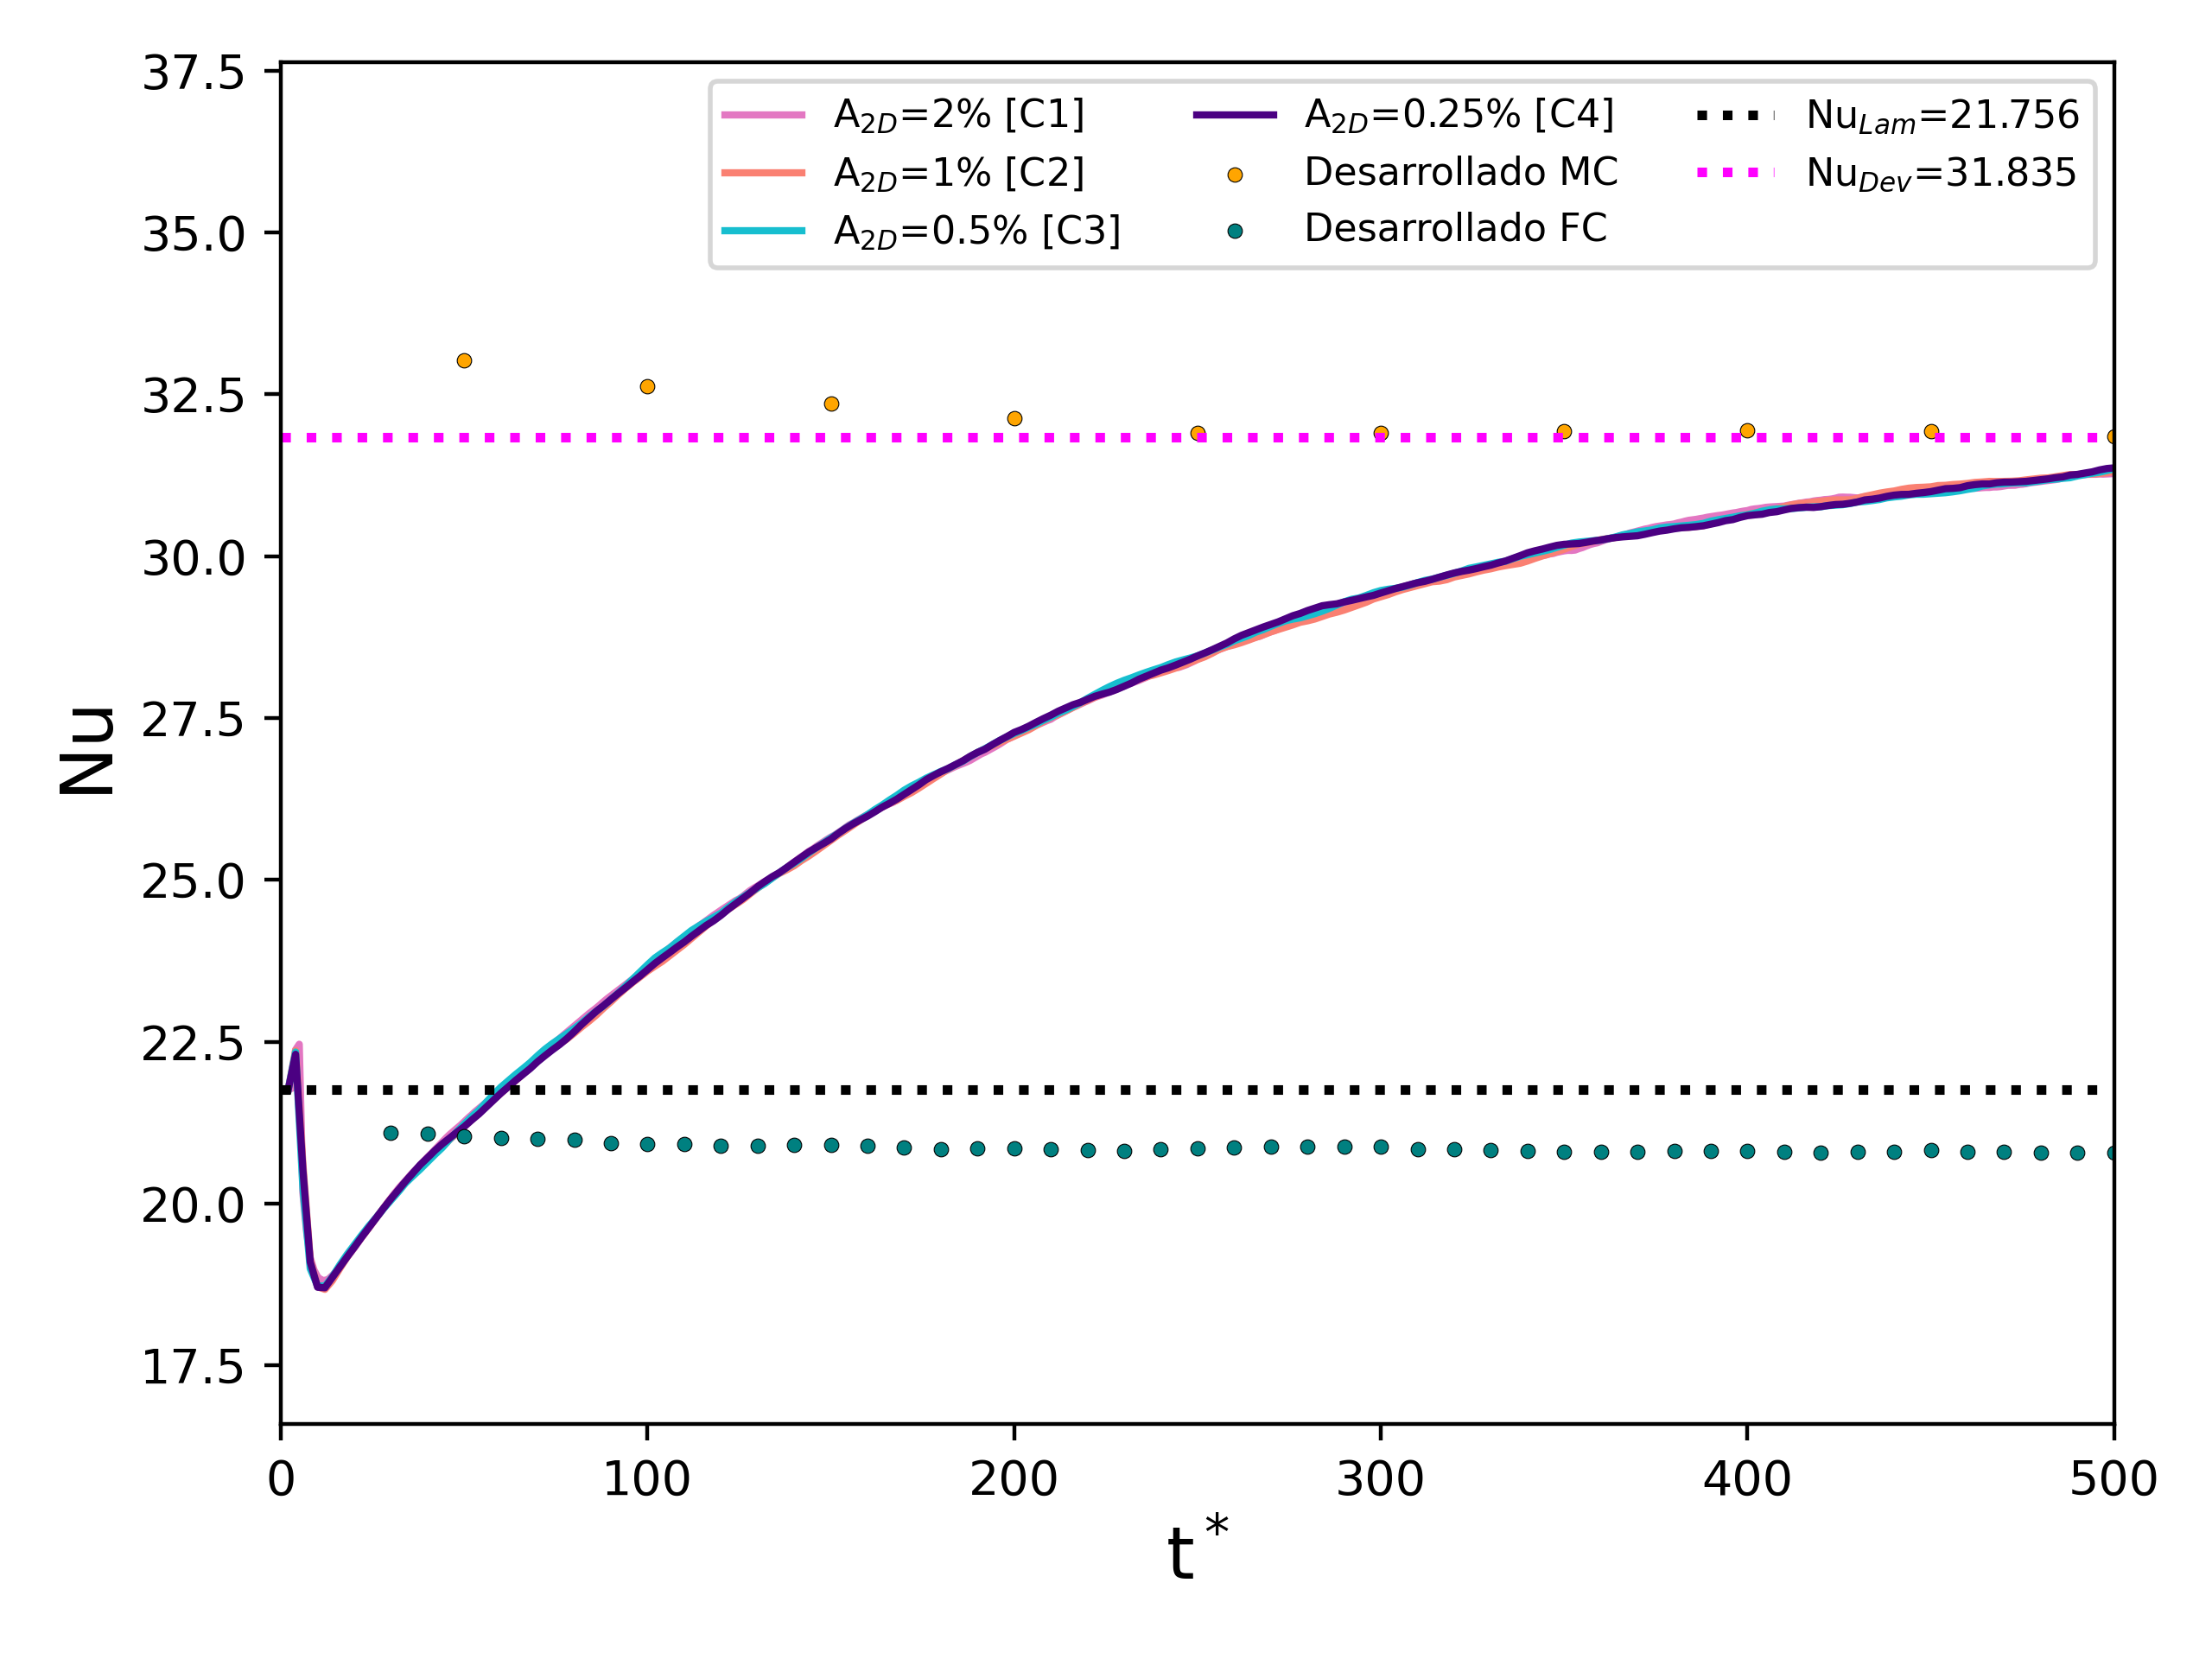 37.5
35.0
32.5
30.0
27.5
25.0
22.5
20.0
17.5
Nu
A2D=2% [C1]
A2D=1% [C2]
A2D=0.5% [C3]
A2D=0.25% [C4]
Desarrollado MC
Desarrollado FC
NuLam=21.756
NuDev=31.835
0 100 200 300 400 500
t*